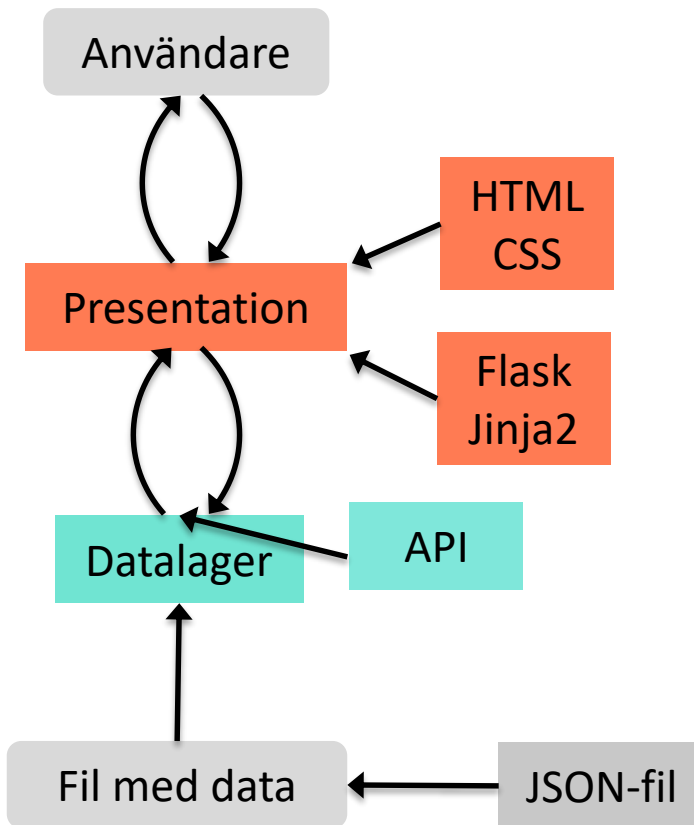 Användare
HTML
CSS
Presentation
Flask
Jinja2
API
Datalager
Fil med data
JSON-fil